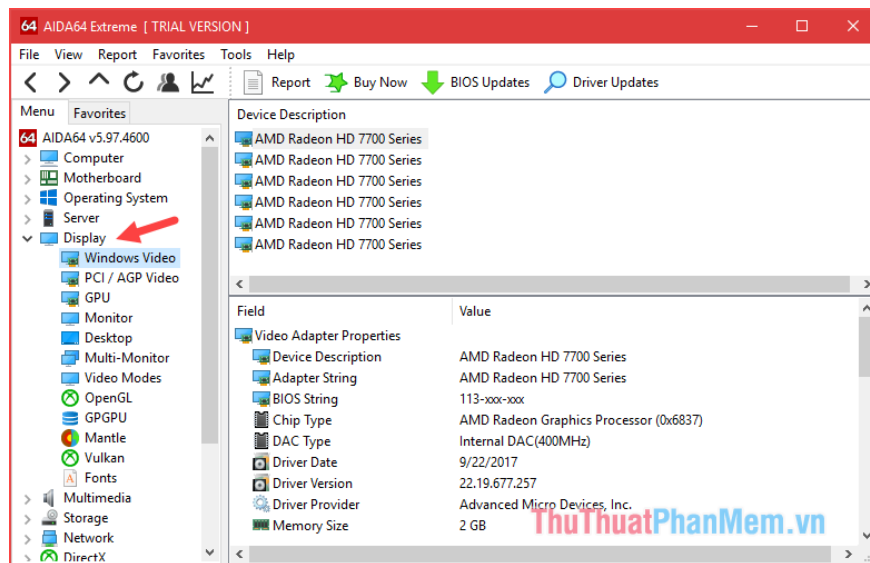 64 AIDA64 Extreme [ TRIAL VERSION ]
File View Report Favorites Tools Help
Report Buy Now BIOS Updates Driver Updates
Menu Favorites
64 AIDA64 v5.97.4600
Computer
Motherboard
Operating System
Server
Display
Windows Video
PCI / AGP Video
GPU
Monitor
Desktop
Multi-Monitor
Video Modes
OpenGL
GPGPU
Mantle
Vulkan
A Fonts
Multimedia
Storage
Network
DirectX
Device Description
AMD Radeon HD 7700 Series
AMD Radeon HD 7700 Series
AMD Radeon HD 7700 Series
AMD Radeon HD 7700 Series
AMD Radeon HD 7700 Series
AMD Radeon HD 7700 Series
Field Value
Video Adapter Properties
Device Description AMD Radeon HD 7700 Series
Adapter String AMD Radeon HD 7700 Series
BIOS String 113-xxx-xxx
Chip Type AMD Radeon Graphics Processor (0x6837)
DAC Type Internal DAC(400MHz)
Driver Date 9/22/2017
Driver Version 22.19.677.257
Driver Provider Advanced Micro Devices, Inc.
Memory Size 2 GB
ThuThuatPhanMem.vn